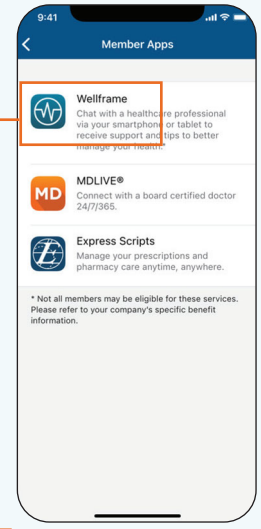 9:41
Member Apps
Wellframe
Chat with a healthcare professional
via your smartphone or tablet to
receive support and tips to better
manage your health.
MD
MDLIVE®
Connect with a board certified doctor
24/7/365.
Express Scripts
Manage your prescriptions and
pharmacy care anytime, anywhere.
* Not all members may be eligible for these services.
Please refer to your company's specific benefit
information.